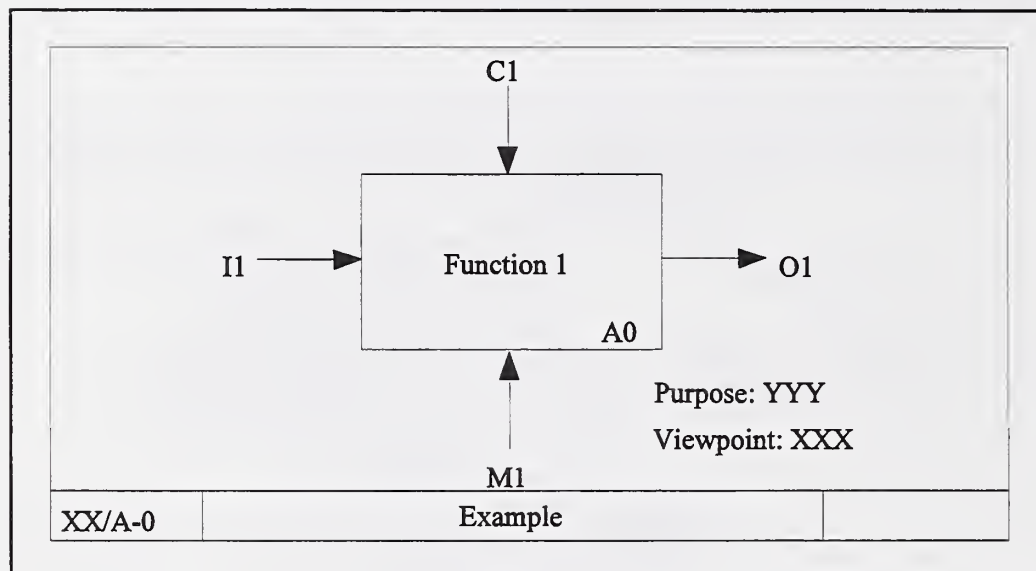 C1
I1
Function 1
O1
A0
Purpose: YYY
Viewpoint: XXX
M1
XX/A-0
Example